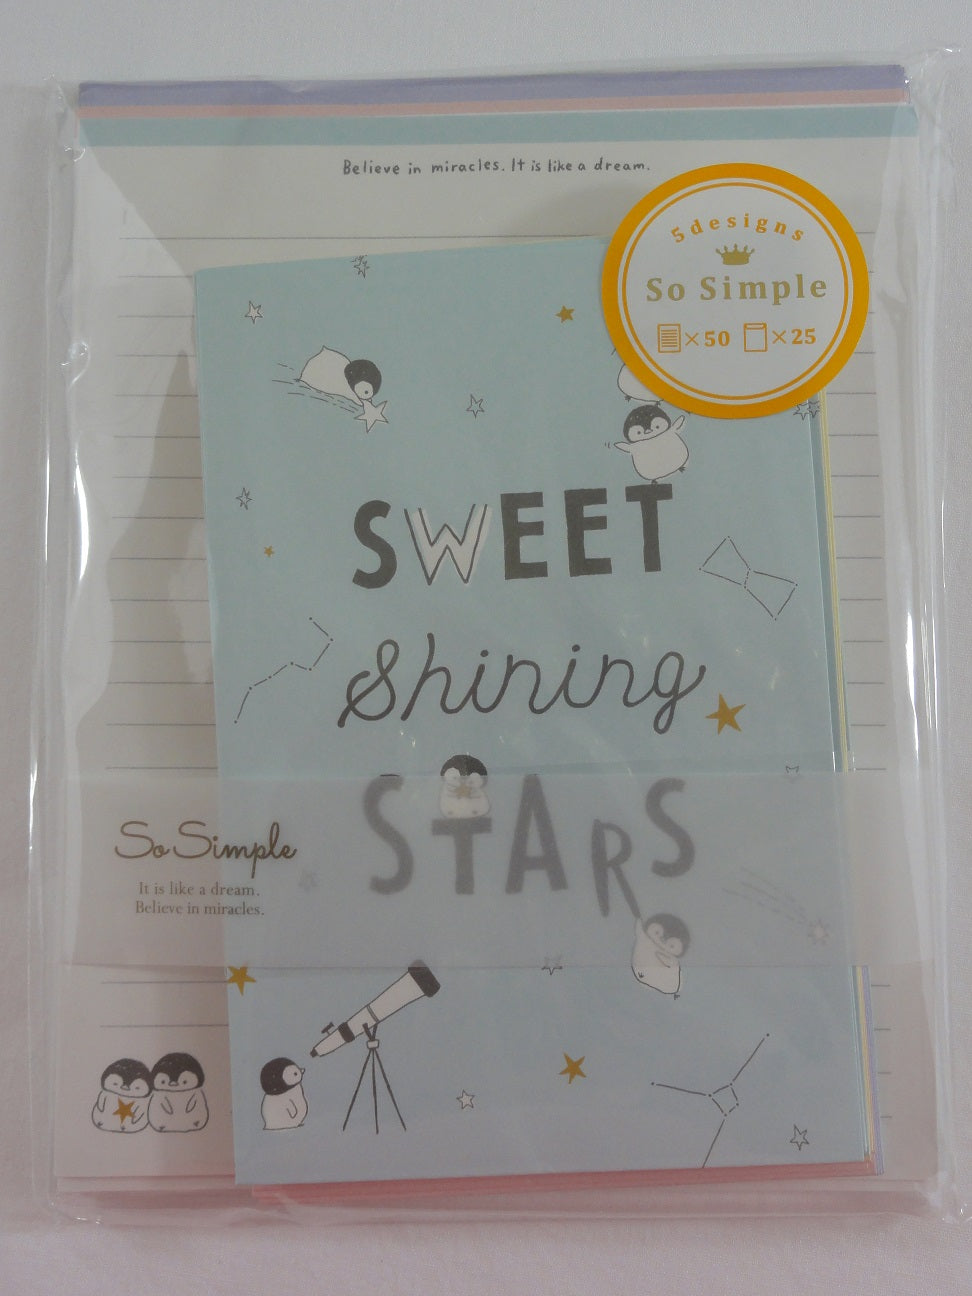 Believe in miracles. It is like a dream.
5designs
So Simple
×50 ×25
SWEET
Shining
STARS
So Simple
It is like a dream.
Believe in miracles.